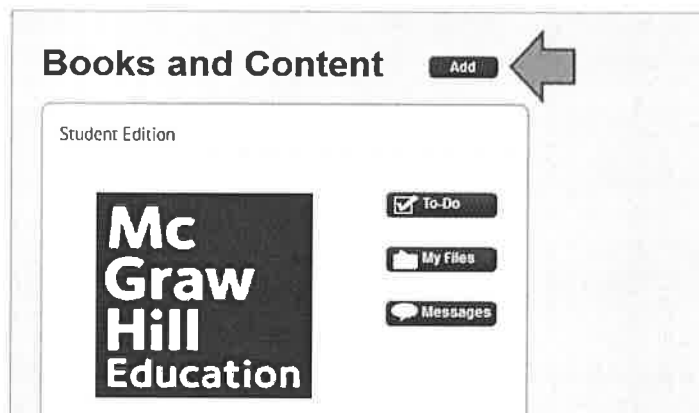 Books and Content
Add
Student Edition
Mc
Graw
Hill
Education
To-Do
My Files
Messages